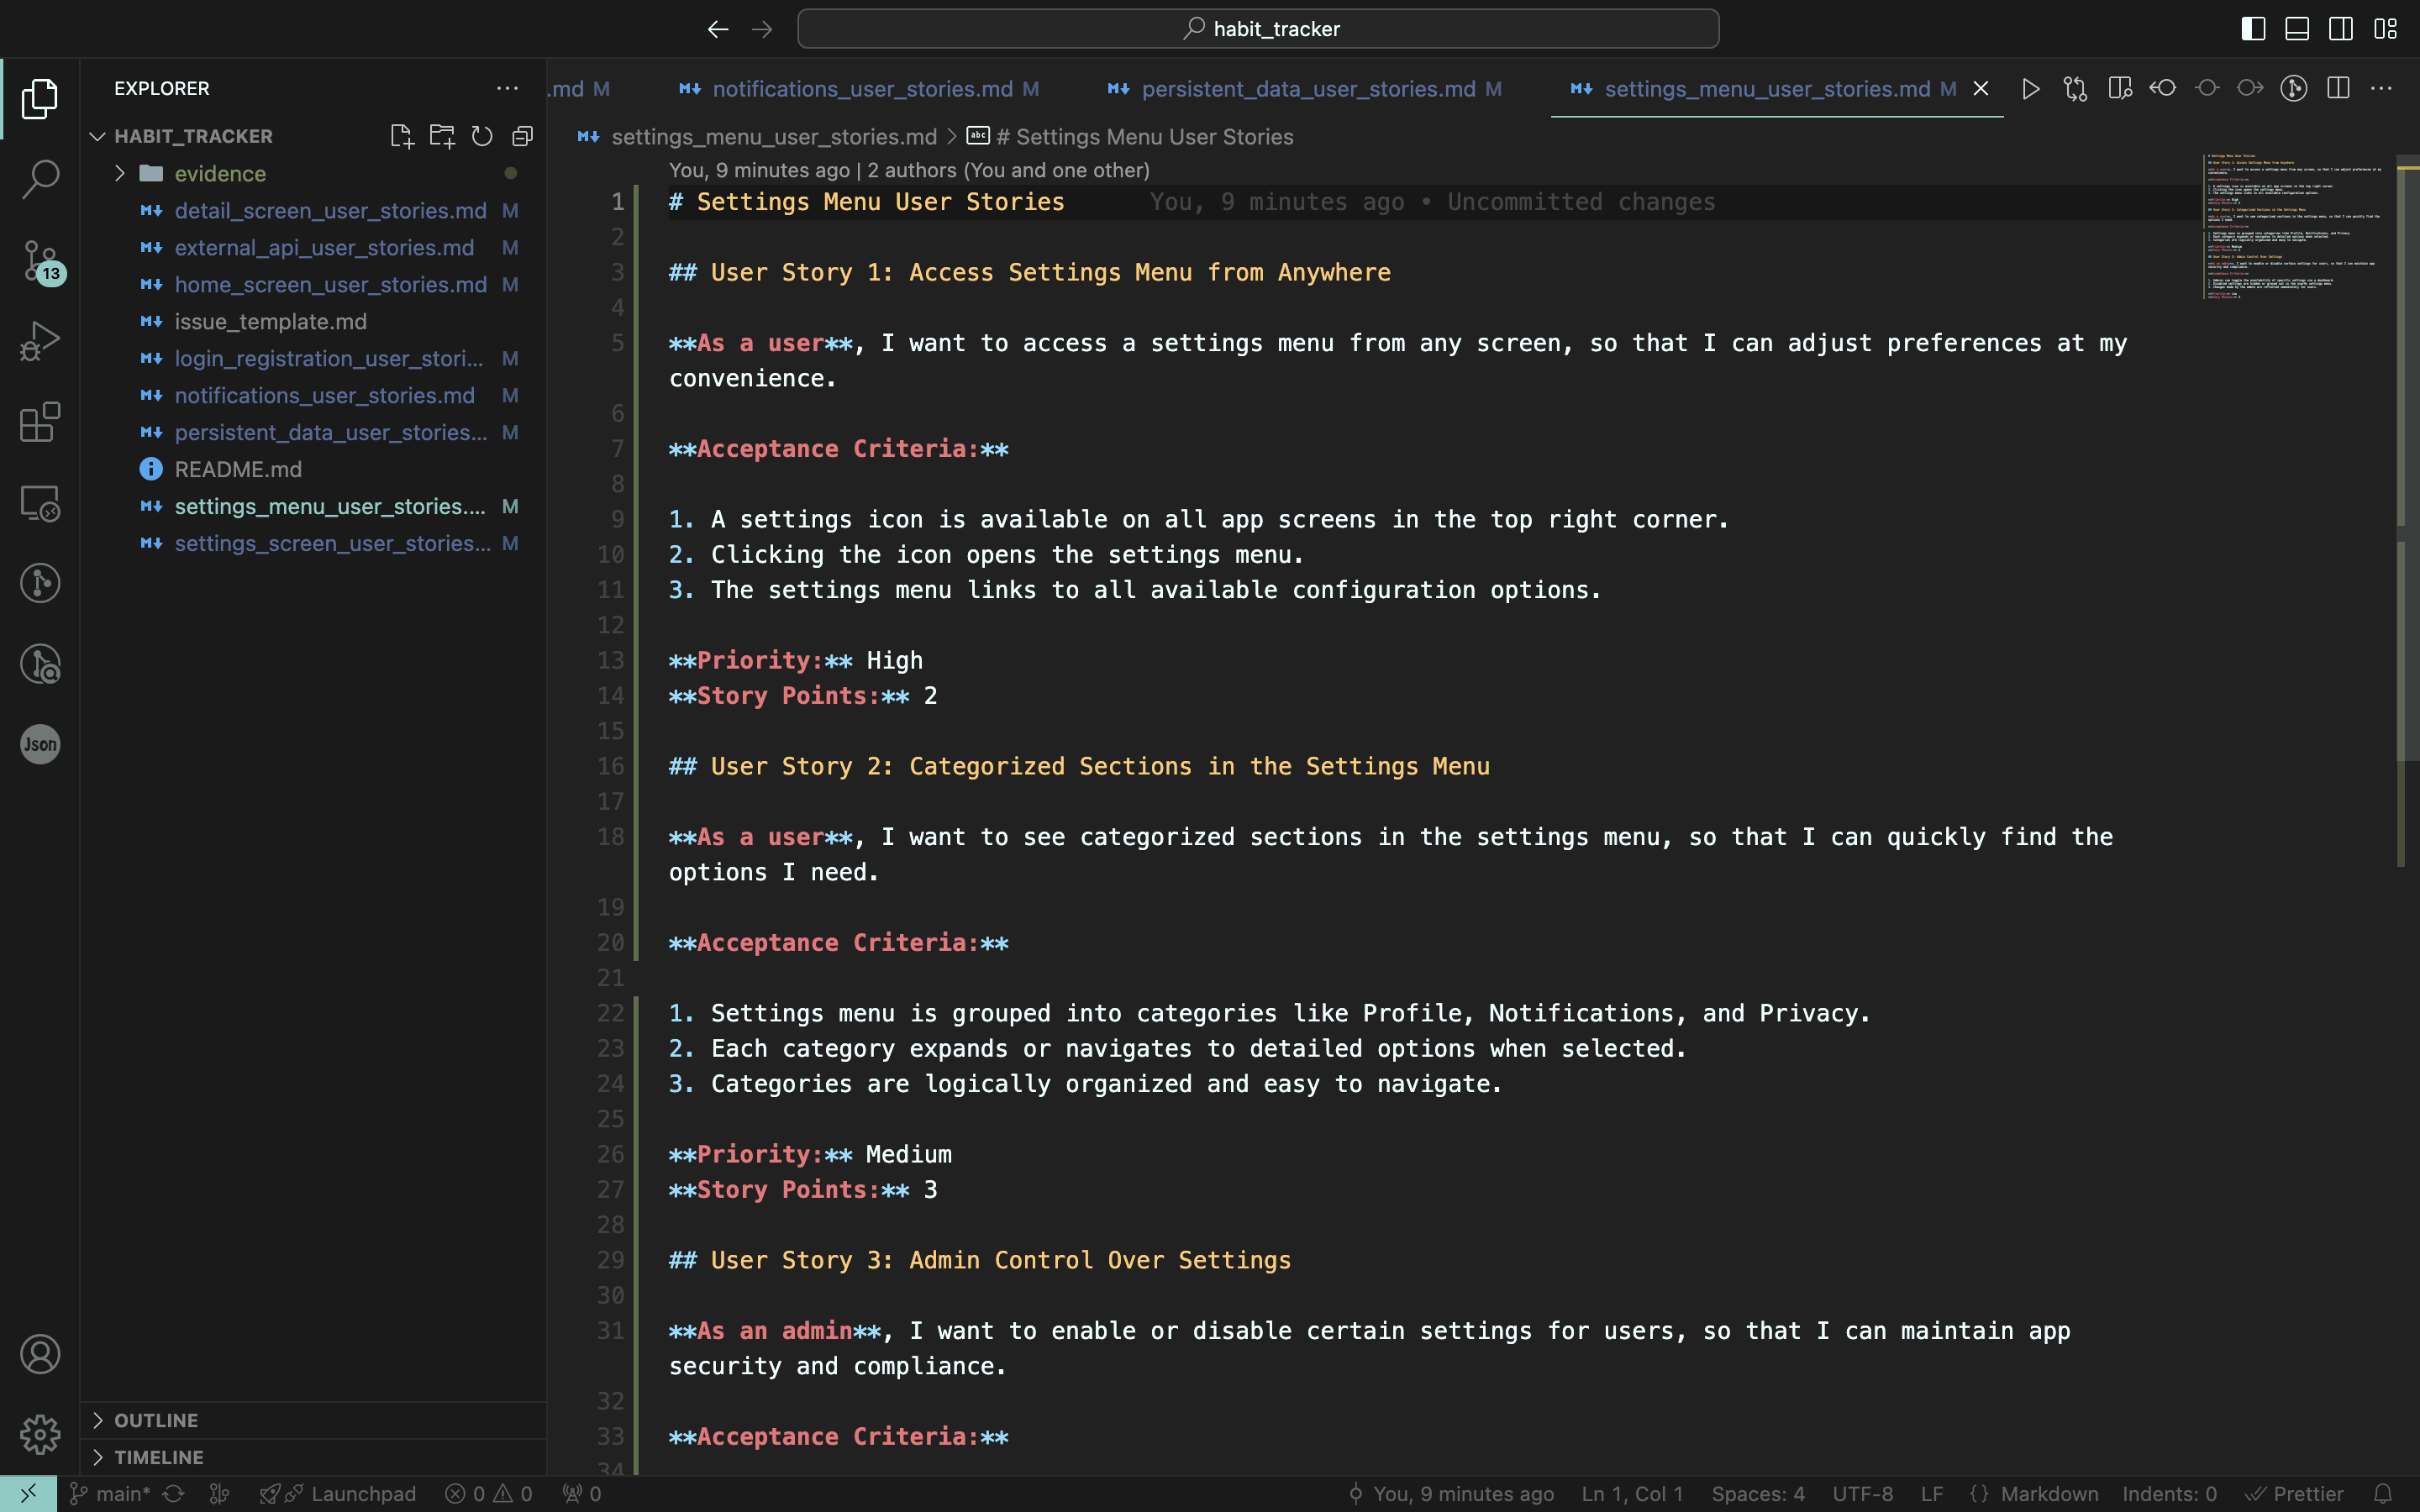 habit_tracker
EXPLORER
HABIT_TRACKER
evidence
detail_screen_user_stories.md M
external_api_user_stories.md M
home_screen_user_stories.md M
issue_template.md
login_registration_user_stori... M
notifications_user_stories.md M
persistent_data_user_stories... M
README.md
settings_menu_user_stories.... M
settings_screen_user_stories... M
OUTLINE
TIMELINE
13
Json
.md M
notifications_user_stories.md M
persistent_data_user_stories.md M
settings_menu_user_stories.md M
settings_menu_user_stories.md > # Settings Menu User Stories
You, 9 minutes ago | 2 authors (You and one other)
1 # Settings Menu User Stories You, 9 minutes ago • Uncommitted changes
2
3 ## User Story 1: Access Settings Menu from Anywhere
4
5 **As a user**, I want to access a settings menu from any screen, so that I can adjust preferences at my
convenience.
6
7 **Acceptance Criteria:**
8
9 1. A settings icon is available on all app screens in the top right corner.
10 2. Clicking the icon opens the settings menu.
11 3. The settings menu links to all available configuration options.
12
13 **Priority:** High
14 **Story Points:** 2
15
16 ## User Story 2: Categorized Sections in the Settings Menu
17
18 **As a user**, I want to see categorized sections in the settings menu, so that I can quickly find the
options I need.
19
20 **Acceptance Criteria:**
21
22 1. Settings menu is grouped into categories like Profile, Notifications, and Privacy.
23 2. Each category expands or navigates to detailed options when selected.
24 3. Categories are logically organized and easy to navigate.
25
26 **Priority:** Medium
27 **Story Points:** 3
28
29 ## User Story 3: Admin Control Over Settings
30
31 **As an admin**, I want to enable or disable certain settings for users, so that I can maintain app
security and compliance.
32
33 **Acceptance Criteria:**
34
main* Launchpad 0 0 0 You, 9 minutes ago Ln 1, Col 1 Spaces: 4 UTF-8 LF {} Markdown Indents: 0 Prettier